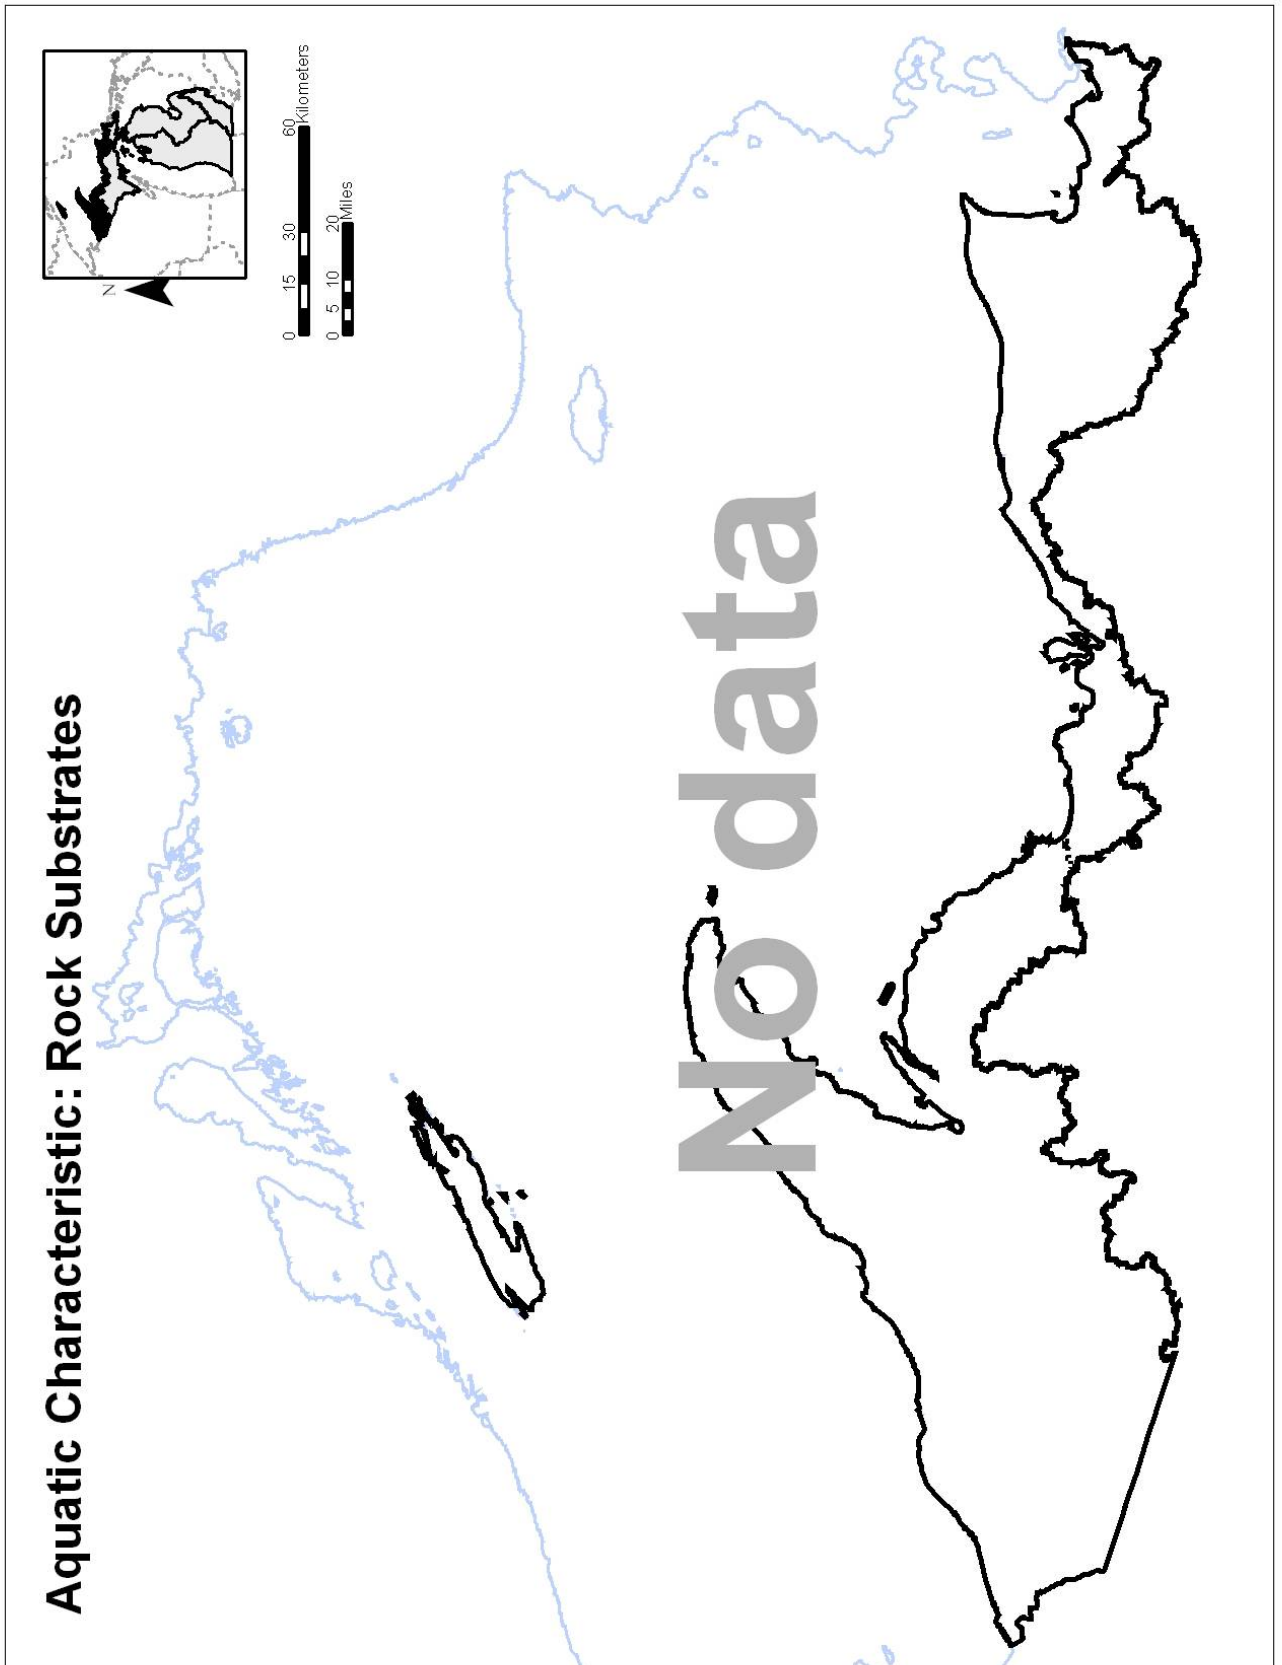 Aquatic Characteristic: Rock Substrates
N
0 15 30 60
Kilometers
0 5 10 20
Miles
No data